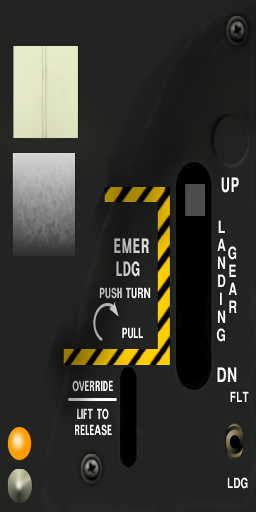 UP
LANDING
GEAR
EMER
LDG
PUSH TURN
PULL
DN
FLT
OVERRIDE
LIFT TO
RELEASE
LDG